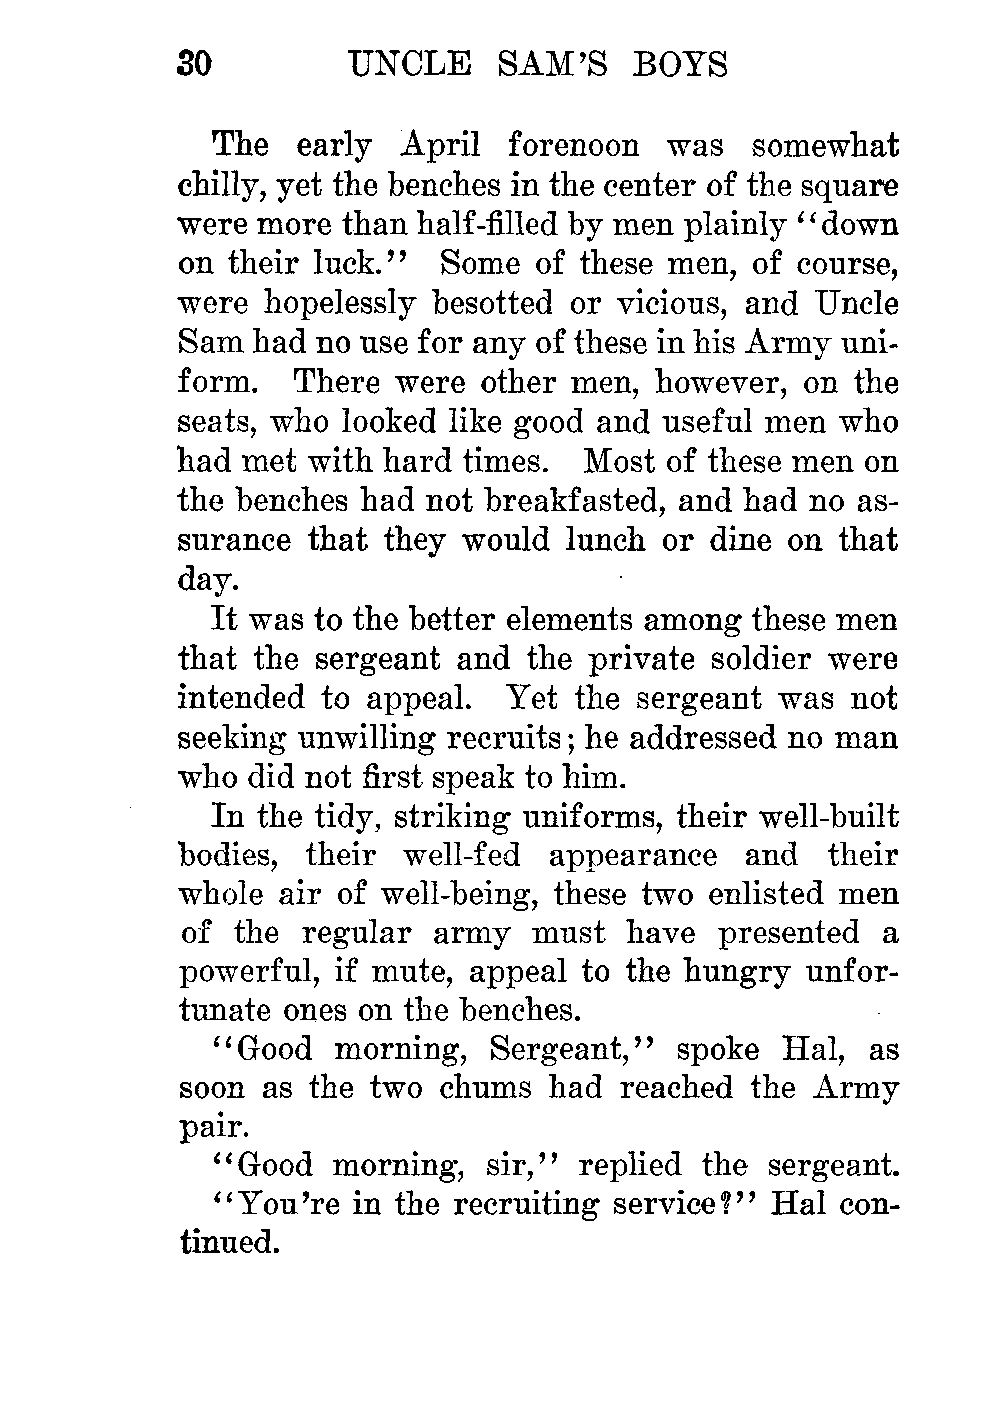 30 UNCLE SAM'S BOYS
The early April forenoon was somewhat
chilly, yet the benches in the center of the square
were more than half-filled by men plainly "down
on their luck." Some of these men, of course,
were hopelessly besotted or vicious, and Uncle
Sam had no use for any of these in his Army uni-
form. There were other men, however, on the
seats, who looked like good and useful men who
had met with hard times. Most of these men on
the benches had not breakfasted, and had no as-
surance that they would lunch or dine on that
day.
It was to the better elements among these men
that the sergeant and the private soldier were
intended to appeal. Yet the sergeant was not
seeking unwilling recruits; he addressed no man
who did not first speak to him.
In the tidy, striking uniforms, their well-built
bodies, their well-fed appearance and their
whole air of well-being, these two enlisted men
of the regular army must have presented a
powerful, if mute, appeal to the hungry unfor-
tunate ones on the benches.
"Good morning, Sergeant," spoke Hal, as
soon as the two chums had reached the Army
pair.
"Good morning, sir," replied the sergeant.
"You're in the recruiting service?" Hal con-
tinued.